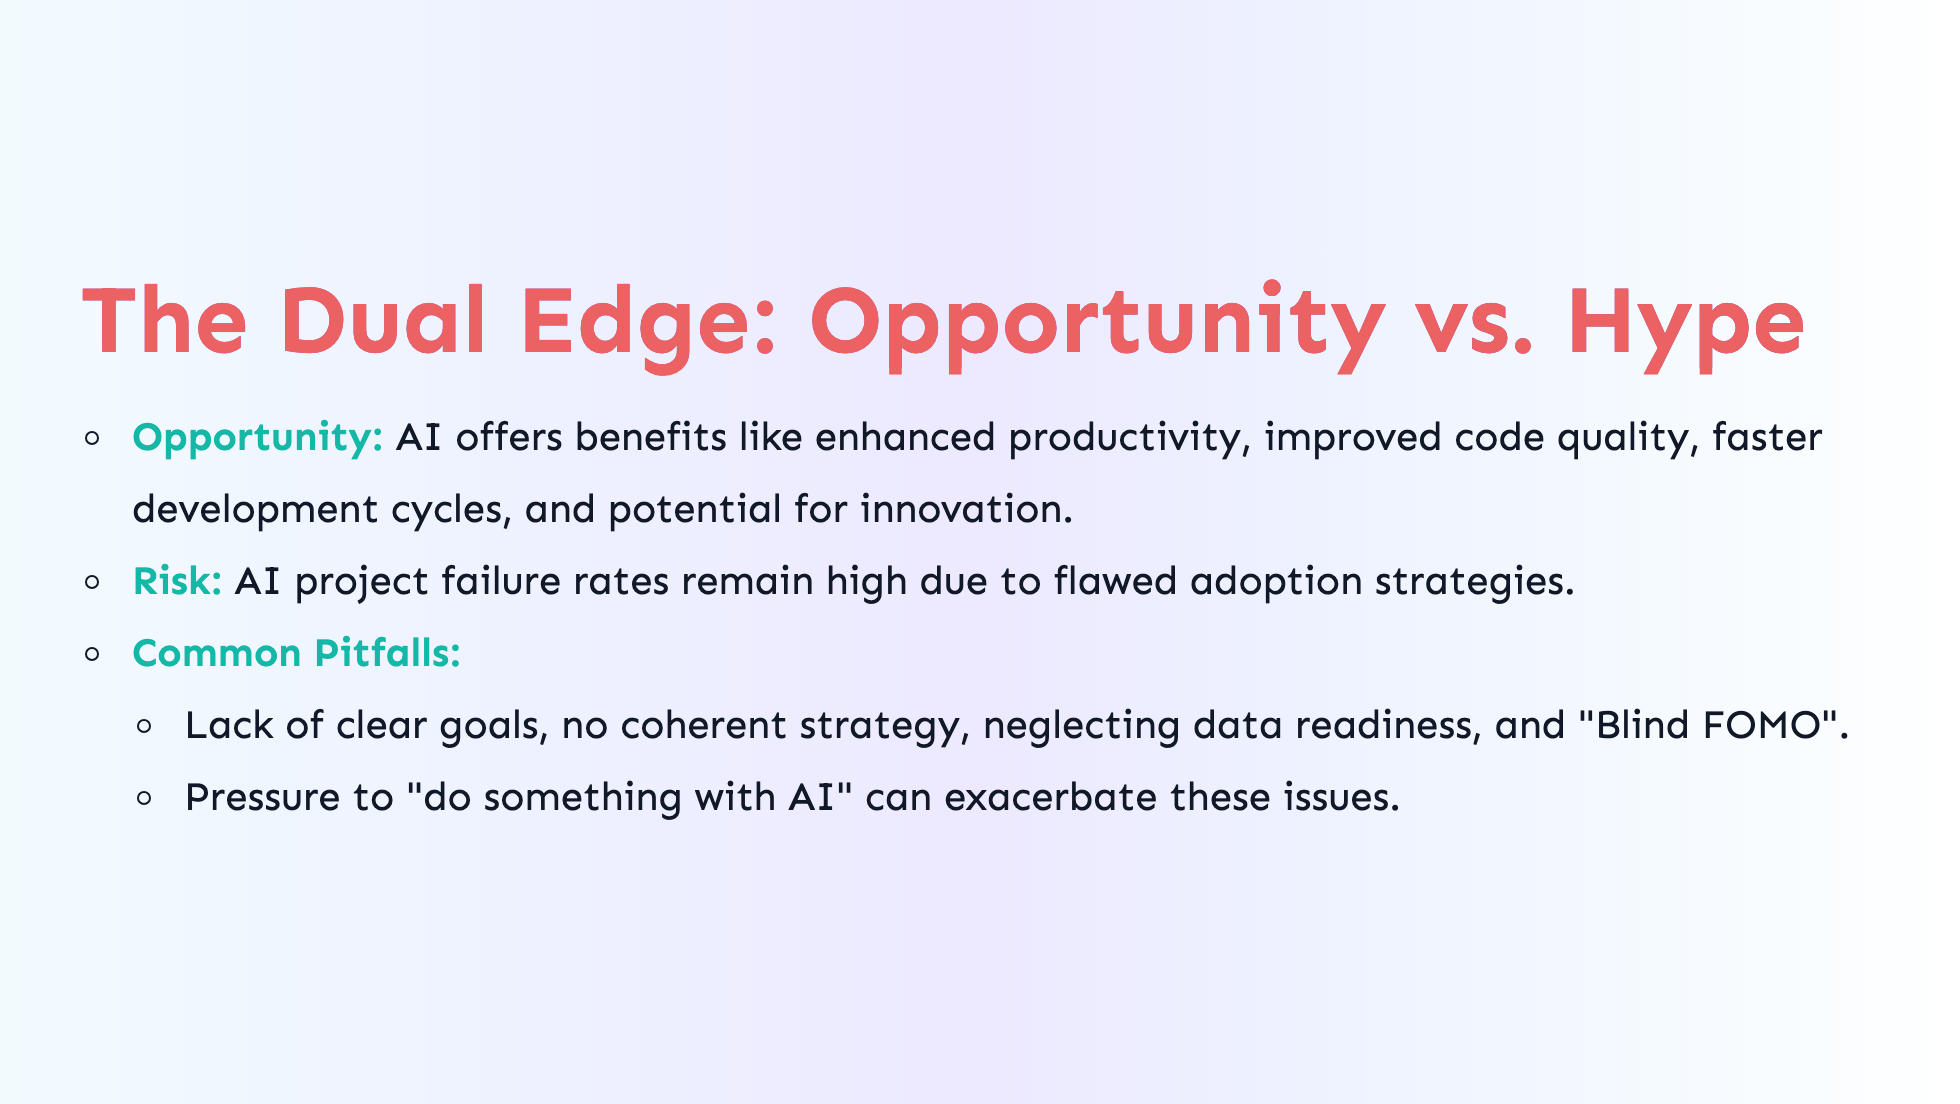 The Dual Edge: Opportunity vs. Hype
Opportunity: AI offers benefits like enhanced productivity, improved code quality, faster
development cycles, and potential for innovation.
Risk: AI project failure rates remain high due to flawed adoption strategies.
Common Pitfalls:
Lack of clear goals, no coherent strategy, neglecting data readiness, and "Blind FOMO".
Pressure to "do something with AI" can exacerbate these issues.